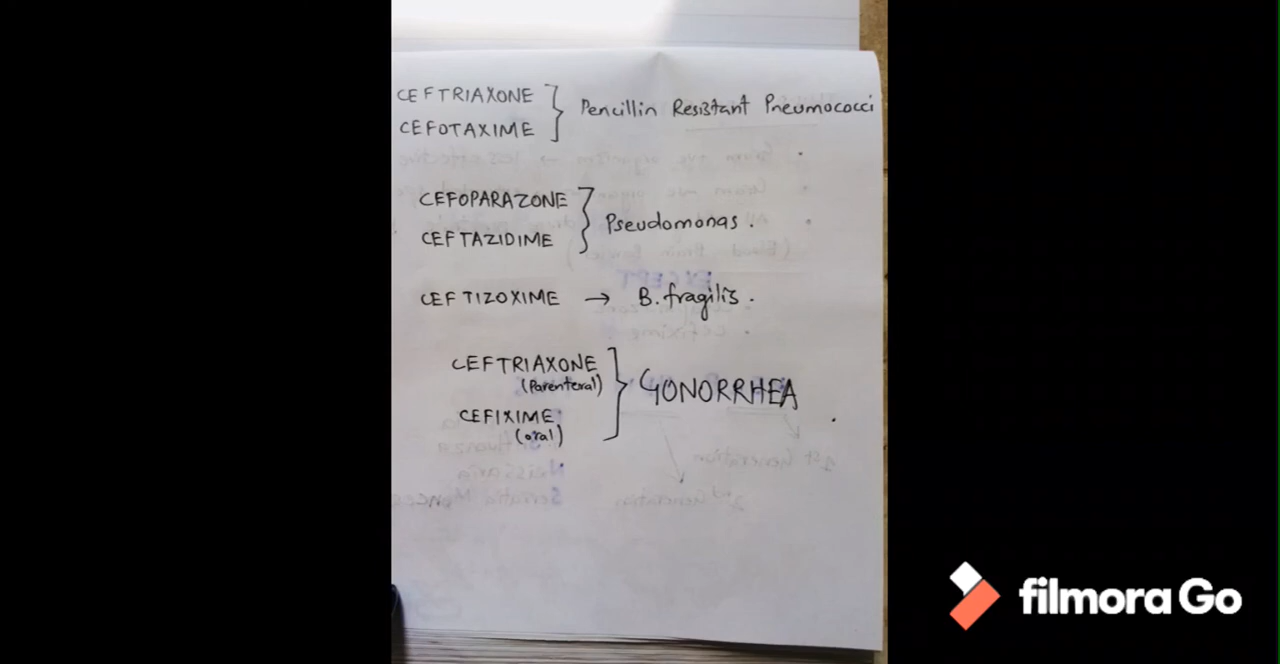 CEFTRIAXONE
CEFOTAXIME
Pencillin Resistant Pneumococci
CEFOPARAZONE
CEFTAZIDIME
Pseudomonas.
CEFTIZOXIME → B. fragilis.
CEFTRIAXONE
(Parenteral)
CEFIXIME
(oral)
GONORRHEA
filmora Go